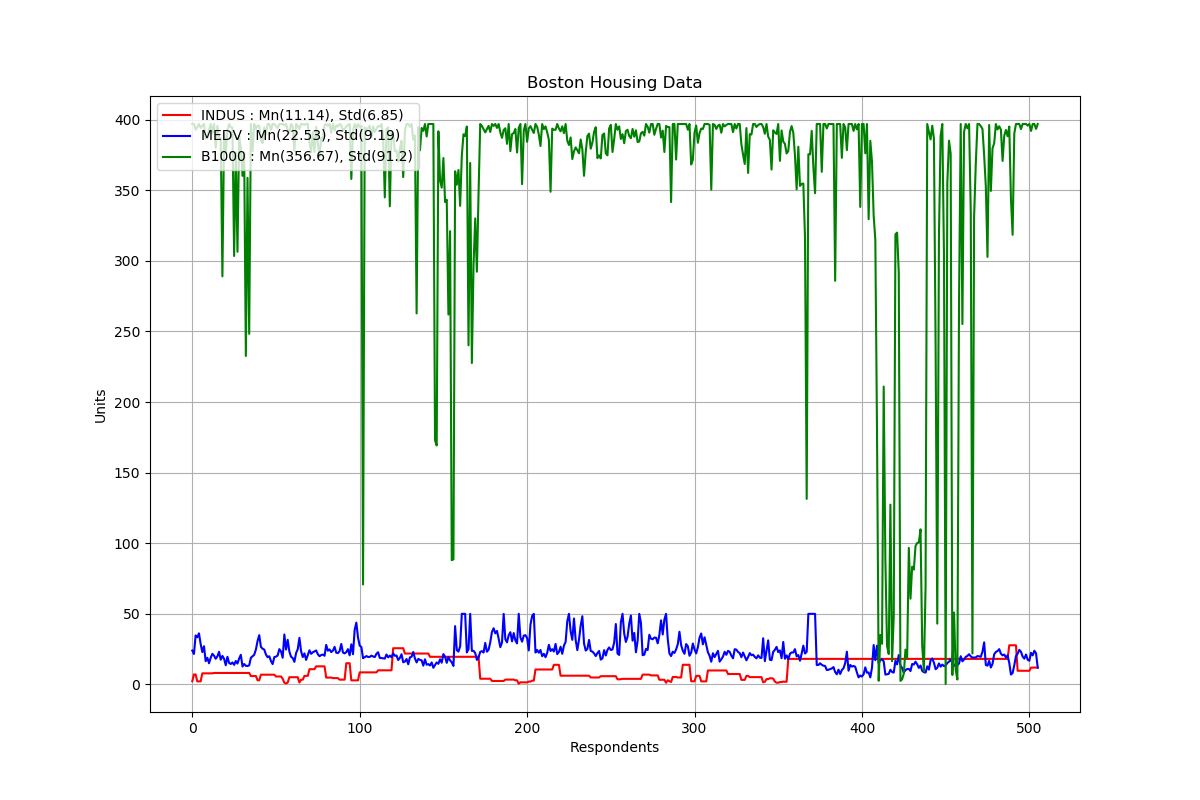 Boston Housing Data
INDUS : Mn(11.14), Std(6.85)
MEDV : Mn(22.53), Std(9.19)
B1000 : Mn(356.67), Std(91.2)
400
350
300
250
200
150
100
50
0
Units
0 100 200 300 400 500
Respondents